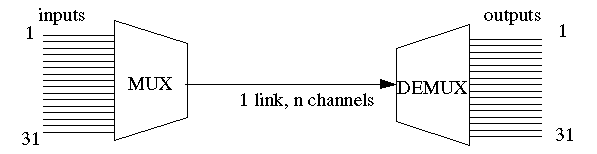 inputs
outputs
1
1
MUX
DEMUX
1 link, n channels
31
31